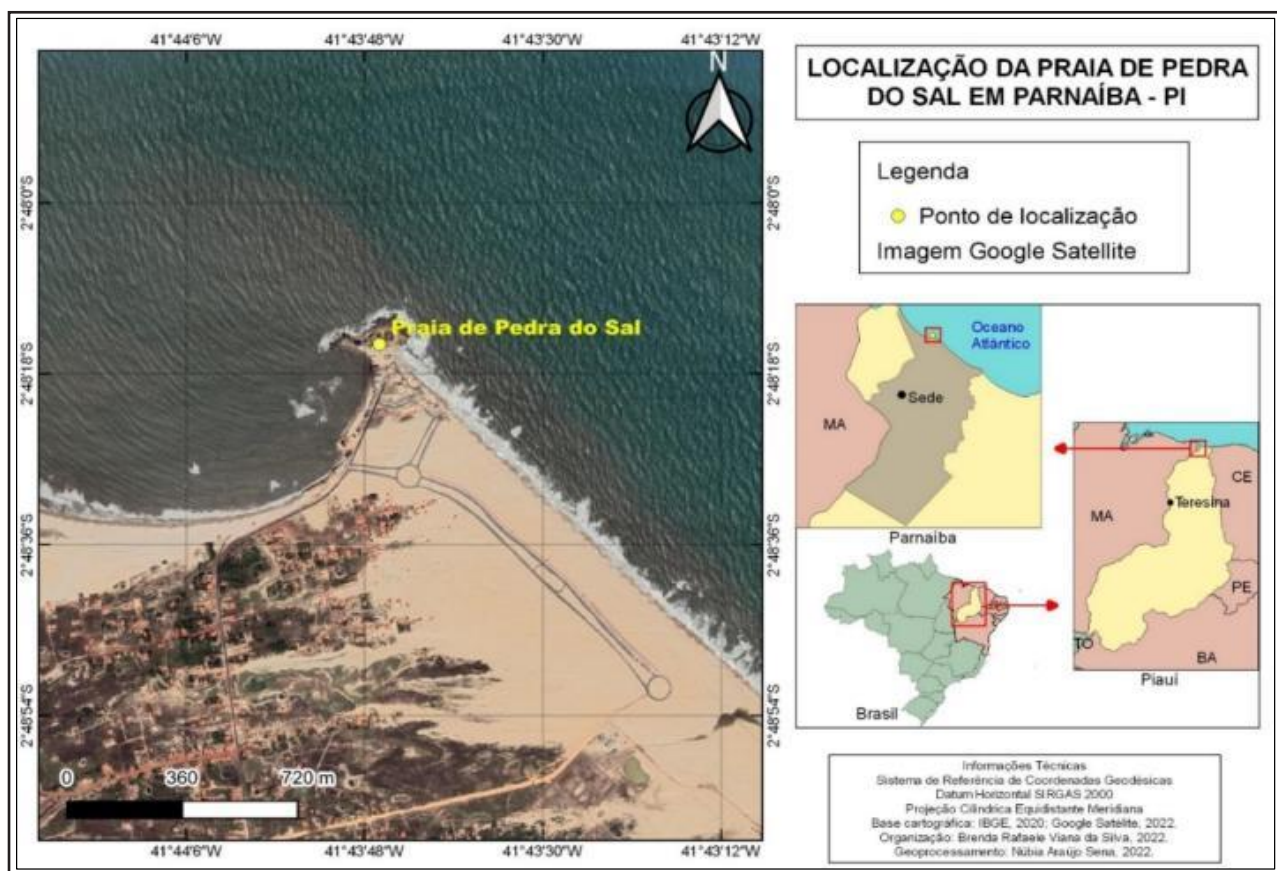 41°44'6"W
41°43'48"W
41°43'30"W
41°43'12"W
N
2°48'0"S
2°48'18"S
2°48'36"S
2°48'54"S
2°48'0"S
2°48'18"S
2°48'36"S
2°48'54"S
Praia de Pedra do Sal
0 360 720 m
41°44'6"W
41°43'48"W
41°43'30"W
41°43'12"W
LOCALIZAÇÃO DA PRAIA DE PEDRA
DO SAL EM PARNAÍBA - PI
Legenda
Ponto de localização
Imagem Google Satellite
Oceano
Atlântico
Sede
MA
Parnaíba
CE
Teresina
MA
PE
TO
BA
Piauí
Brasil
Informações Técnicas
Sistema de Referência de Coordenadas Geodésicas
Datum Horizontal SIRGAS 2000
Projeção Cilíndrica Equidistante Meridiana
Base cartográfica: IBGE, 2020; Google Satélite, 2022.
Organização: Brenda Rafaele Viana da Silva, 2022.
Geoprocessamento: Núbia Araújo Sena, 2022.